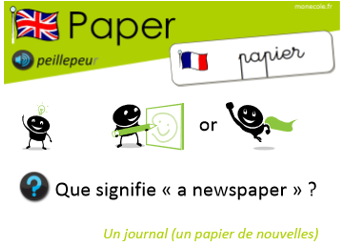 monecole.fr
Paper
peillepeur
papier
or
Que signifie « a newspaper » ?
Un journal (un papier de nouvelles)